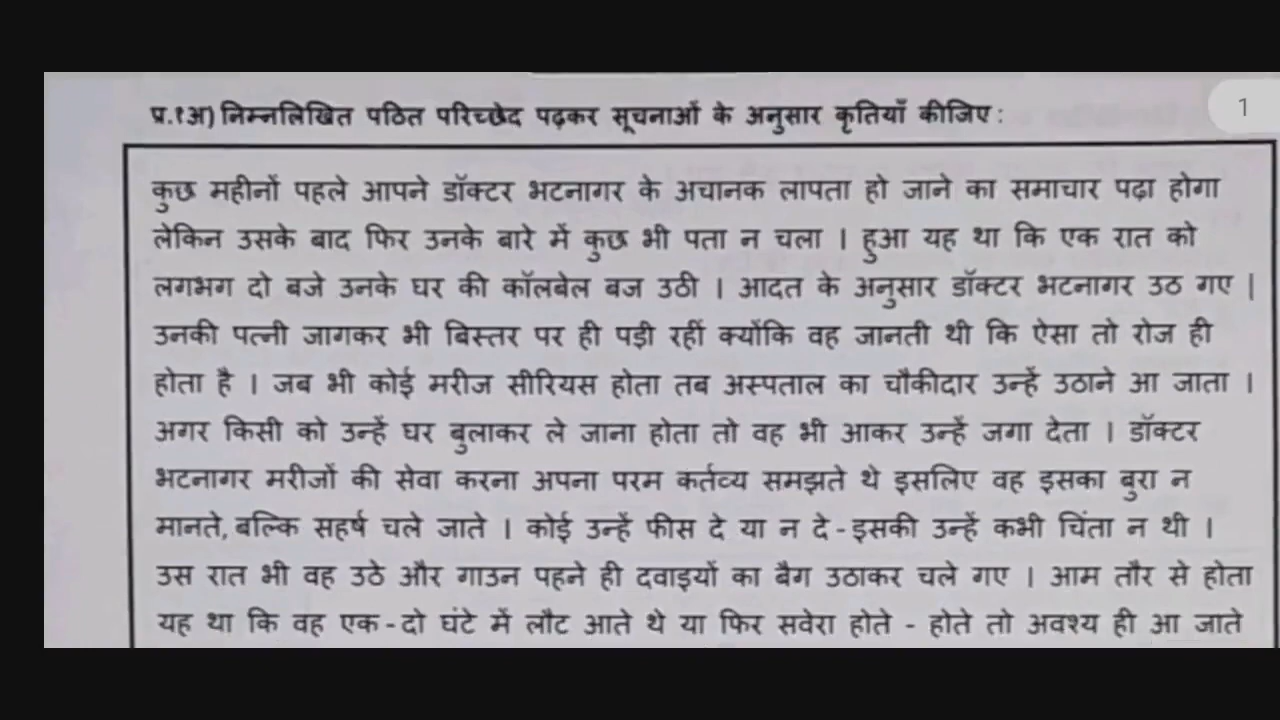 1
प्र.१अ) निम्नलिखित पठित परिच्छेद पढ़कर सूचनाओं के अनुसार कृतियाँ कीजिए :
कुछ महीनों पहले आपने डॉक्टर भटनागर के अचानक लापता हो जाने का समाचार पढ़ा होगा
लेकिन उसके बाद फिर उनके बारे में कुछ भी पता न चला । हुआ यह था कि एक रात को
लगभग दो बजे उनके घर की कॉलबेल बज उठी । आदत के अनुसार डॉक्टर भटनागर उठ गए |
उनकी पत्नी जागकर भी बिस्तर पर ही पड़ी रहीं क्योंकि वह जानती थी कि ऐसा तो रोज ही
होता है । जब भी कोई मरीज सीरियस होता तब अस्पताल का चौकीदार उन्हें उठाने आ जाता ।
अगर किसी को उन्हें घर बुलाकर ले जाना होता तो वह भी आकर उन्हें जगा देता । डॉक्टर
भटनागर मरीजों की सेवा करना अपना परम कर्तव्य समझते थे इसलिए वह इसका बुरा न
मानते, बल्कि सहर्ष चले जाते । कोई उन्हें फीस दे या न दे - इसकी उन्हें कभी चिंता न थी ।
उस रात भी वह उठे और गाउन पहने ही दवाइयों का बैग उठाकर चले गए । आम तौर से होता
यह था कि वह एक - दो घंटे में लौट आते थे या फिर सवेरा होते - होते तो अवश्य ही आ जाते